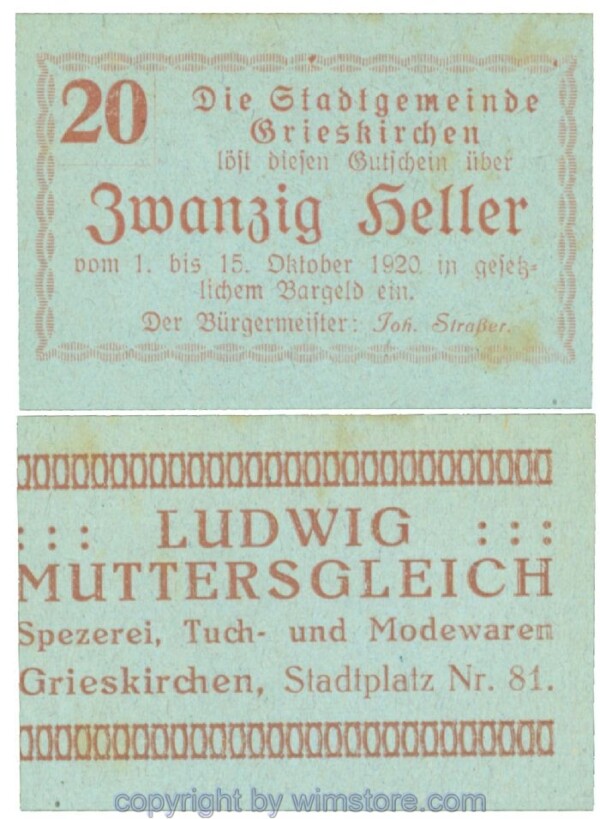 20
Die Stadtgemeinde
Grieskirchen
löst diesen Gutschein über
Zwanzig Heller
vom 1. bis 15. Oktober 1920 in gesetz-
lichem Bargeld ein.
Der Bürgermeister: Joh. Straßer.
: : : LUDWIG : : :
MUTTERSGLEICH
Spezerei, Tuch- und Modewaren
Grieskirchen, Stadtplatz Nr. 81.
copyright by wimstore.com